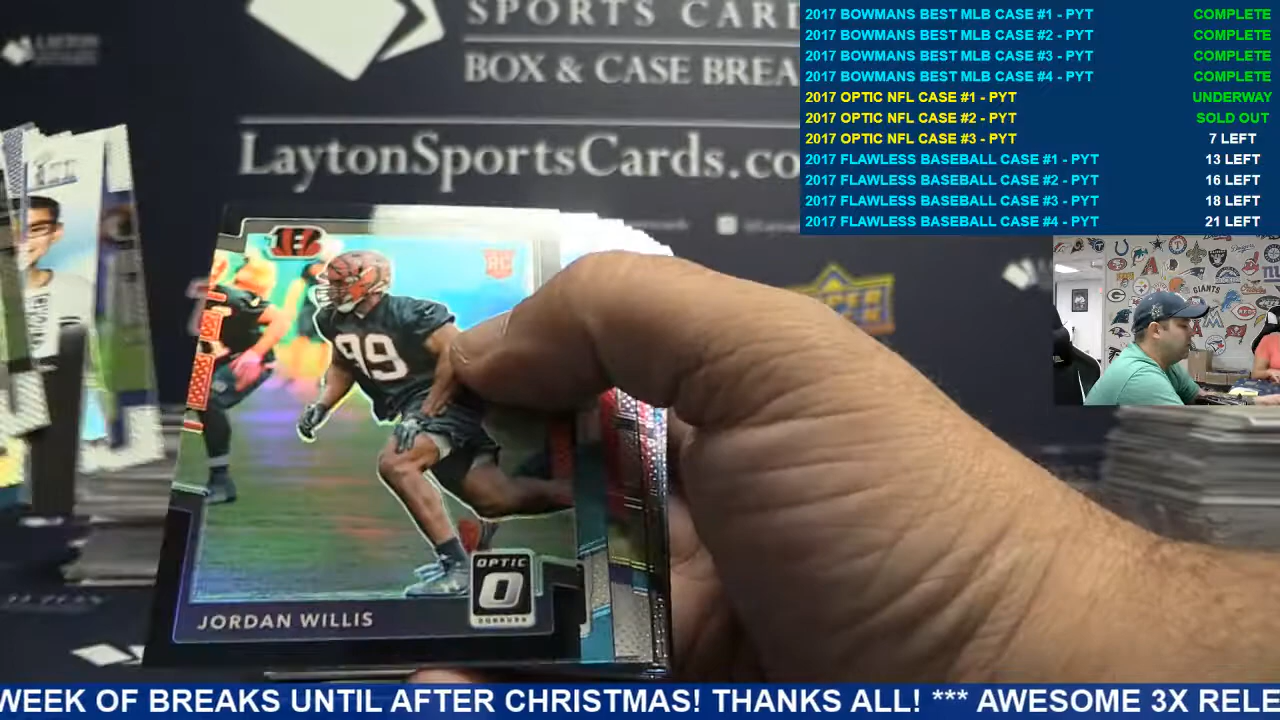 SPORTS CAR
BOX & CASE BREA
LaytonSportsCards.co
2017 BOWMANS BEST MLB CASE #1 - PYT COMPLETE
2017 BOWMANS BEST MLB CASE #2 - PYT COMPLETE
2017 BOWMANS BEST MLB CASE #3 - PYT COMPLETE
2017 BOWMANS BEST MLB CASE #4 - PYT COMPLETE
2017 OPTIC NFL CASE #1 - PYT UNDERWAY
2017 OPTIC NFL CASE #2 - PYT SOLD OUT
2017 OPTIC NFL CASE #3 - PYT 7 LEFT
2017 FLAWLESS BASEBALL CASE #1 - PYT 13 LEFT
2017 FLAWLESS BASEBALL CASE #2 - PYT 16 LEFT
2017 FLAWLESS BASEBALL CASE #3 - PYT 18 LEFT
2017 FLAWLESS BASEBALL CASE #4 - PYT 21 LEFT
B
RC
99
GIANTS
OPTIC
O
DONRUSS
JORDAN WILLIS
WEEK OF BREAKS UNTIL AFTER CHRISTMAS! THANKS ALL! *** AWESOME 3X RELE